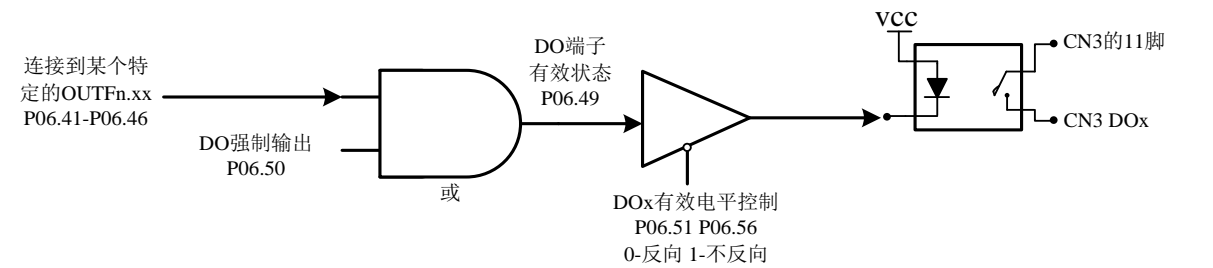 连接到某个特
定的OUTFn.xx
P06.41-P06.46
DO强制输出
P06.50
或
DO端子
有效状态
P06.49
DOx有效电平控制
P06.51 P06.56
0-反向 1-不反向
vcc
CN3的11脚
CN3 DOx